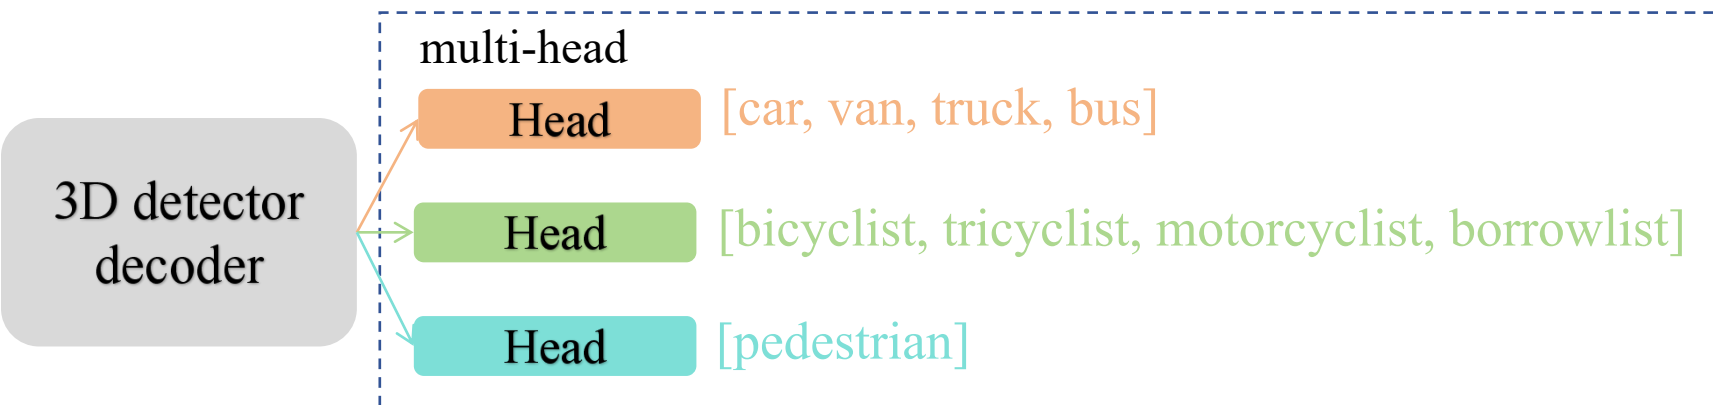 multi-head
3D detector
decoder
Head [car, van, truck, bus]
Head [bicyclist, tricyclist, motorcyclist, borrowlist]
Head [pedestrian]